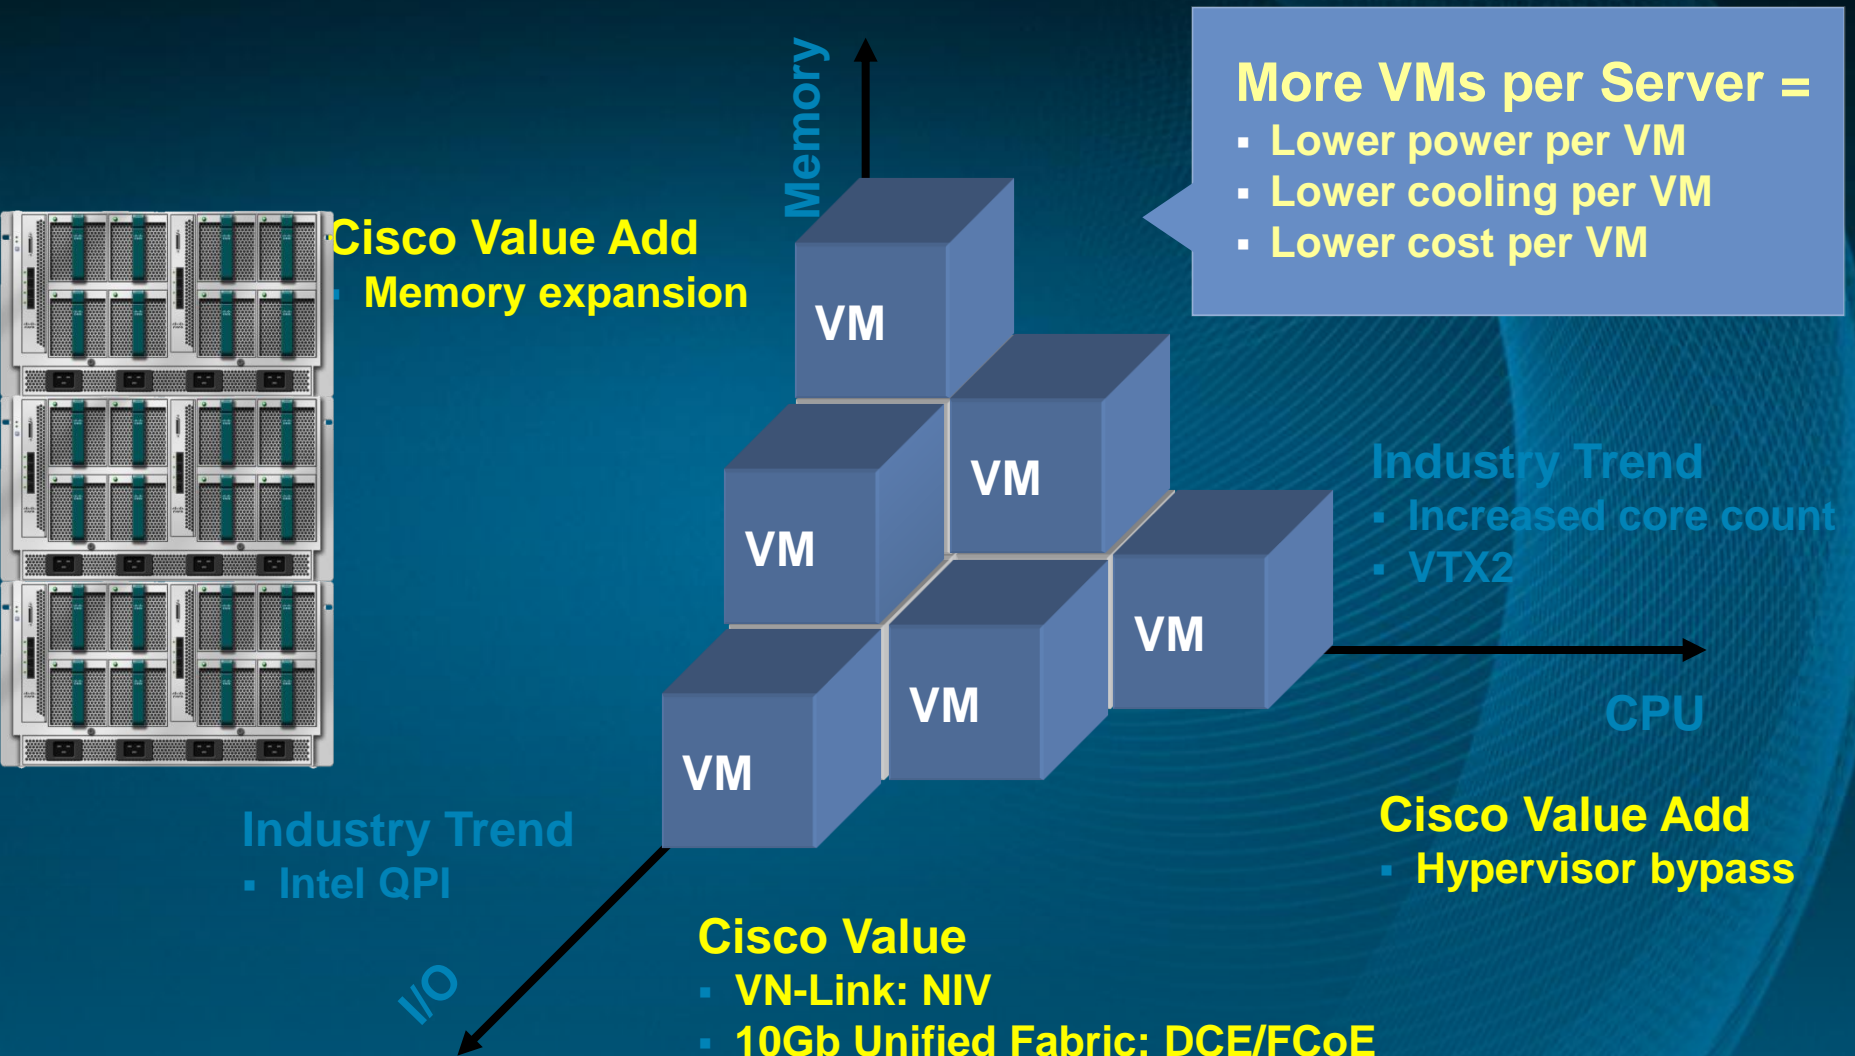 Memory
More VMs per Server =
▪ Lower power per VM
▪ Lower cooling per VM
▪ Lower cost per VM
Cisco Value Add
▪ Memory expansion
VM
VM
VM
VM
VM
VM
Industry Trend
▪ Increased core count
▪ VTX2
CPU
Cisco Value Add
▪ Hypervisor bypass
Industry Trend
▪ Intel QPI
I/O
Cisco Value
▪ VN-Link: NIV
▪ 10Gb Unified Fabric: DCE/FCoE